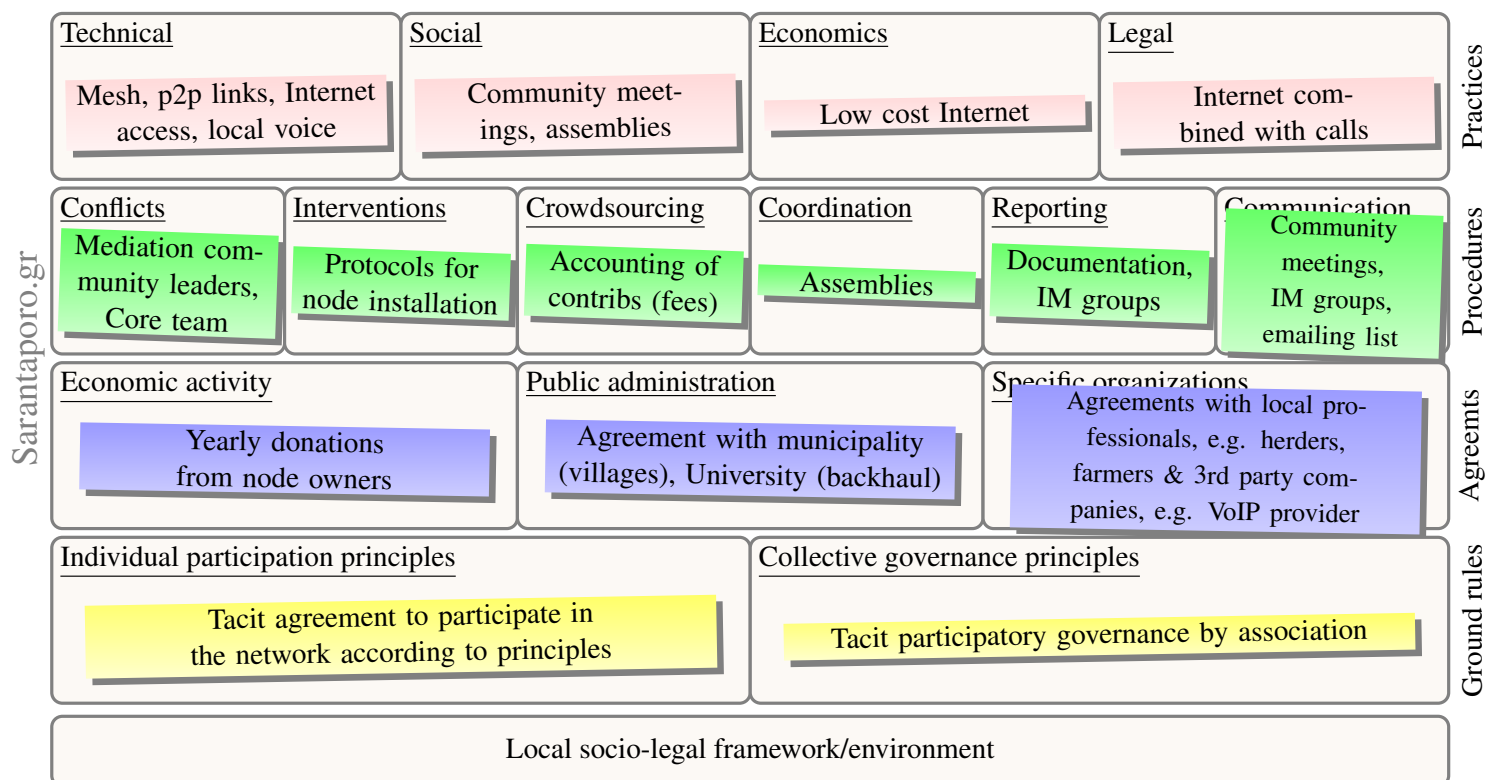 Sarantaporo.gr
Technical
Mesh, p2p links, Internet
access, local voice
Social
Community meet-
ings, assemblies
Economics
Low cost Internet
Legal
Internet com-
bined with calls
Practices
Conflicts
Mediation com-
munity leaders,
Core team
Interventions
Protocols for
node installation
Crowdsourcing
Accounting of
contribs (fees)
Coordination
Assemblies
Reporting
Documentation,
IM groups
Communication
Community
meetings,
IM groups,
emailing list
Procedures
Economic activity
Yearly donations
from node owners
Public administration
Agreement with municipality
(villages), University (backhaul)
Specific organizations
Agreements with local pro-
fessionals, e.g. herders,
farmers & 3rd party com-
panies, e.g. VoIP provider
Agreemts
Individual participation principles
Tacit agreement to participate in
the network according to principles
Collective governance principles
Tacit participatory governance by association
Ground rules
Local socio-legal framework/environment